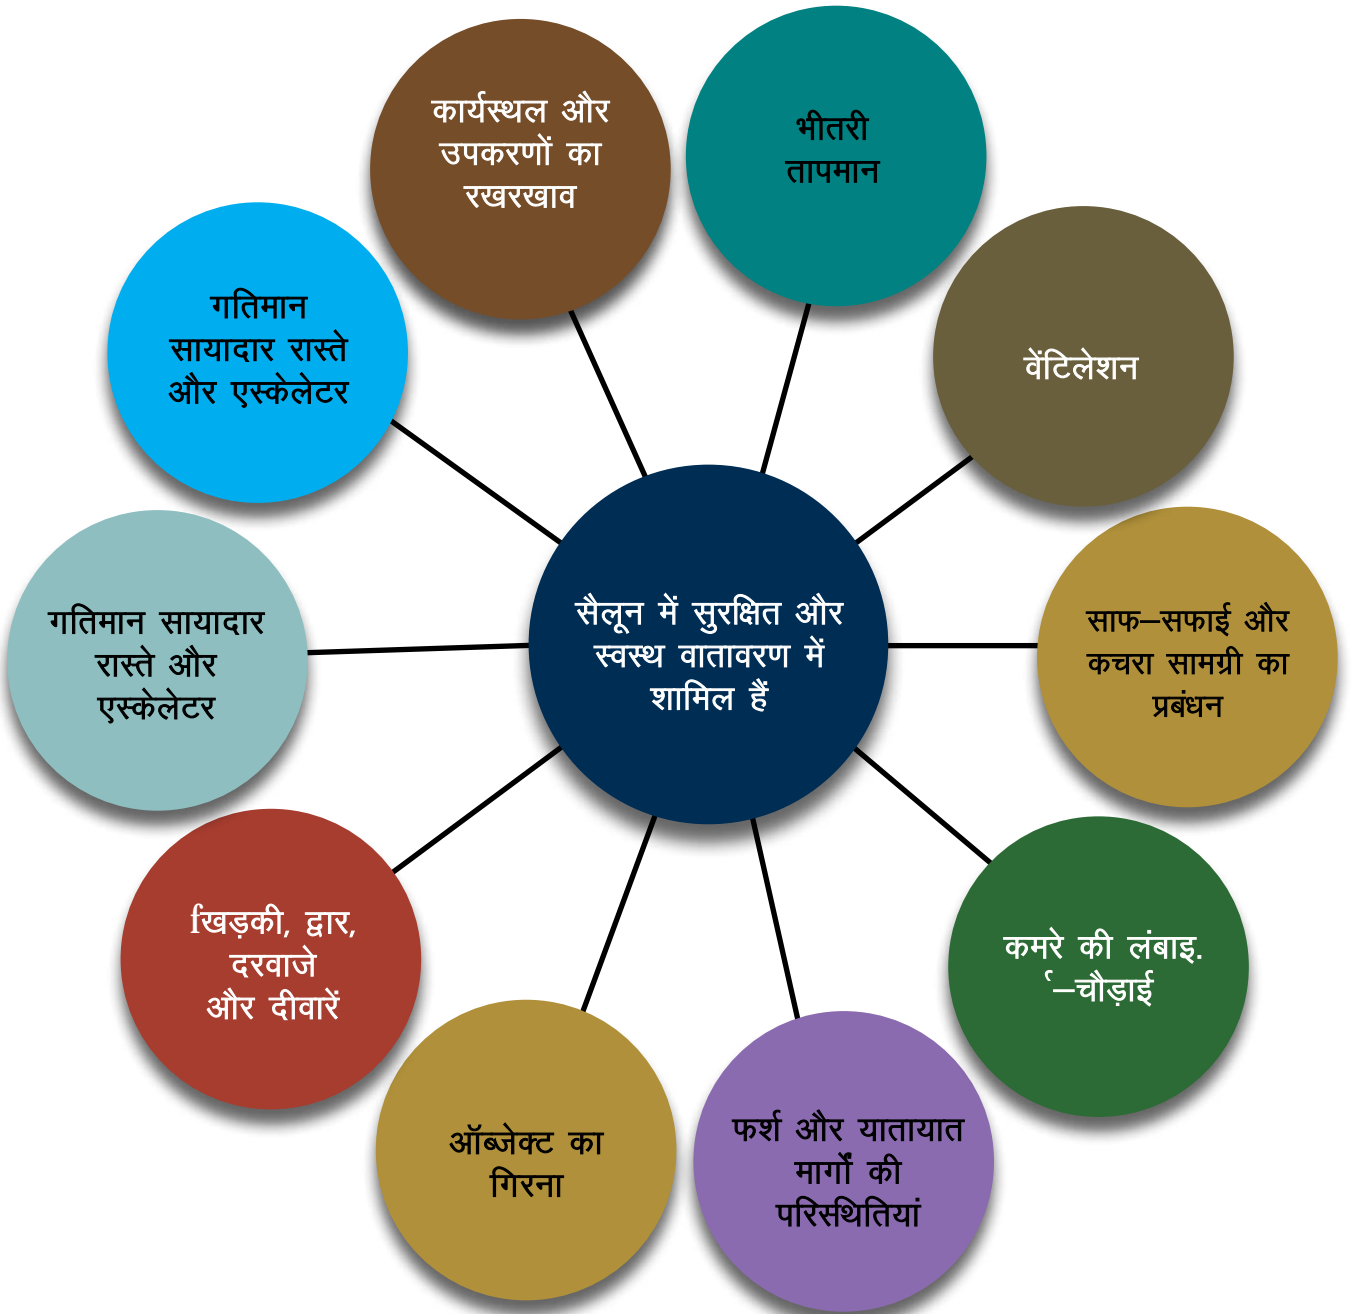 कार्यस्थल और
उपकरणों का
रखरखाव
भीतरी
तापमान
वेंटिलेशन
साफ–सफाई और
कचरा सामग्री का
प्रबंधन
कमरे की लंबाइ.
र्–चौड़ाई
फर्श और यातायात
मार्गों की
परिस्थितियां
ऑब्जेक्ट का
गिरना
खिड़की, द्वार,
दरवाजे
और दीवारें
गतिमान सायादार
रास्ते और
एस्केलेटर
गतिमान
सायादार रास्ते
और एस्केलेटर
सैलून में सुरक्षित और
स्वस्थ वातावरण में
शामिल हैं